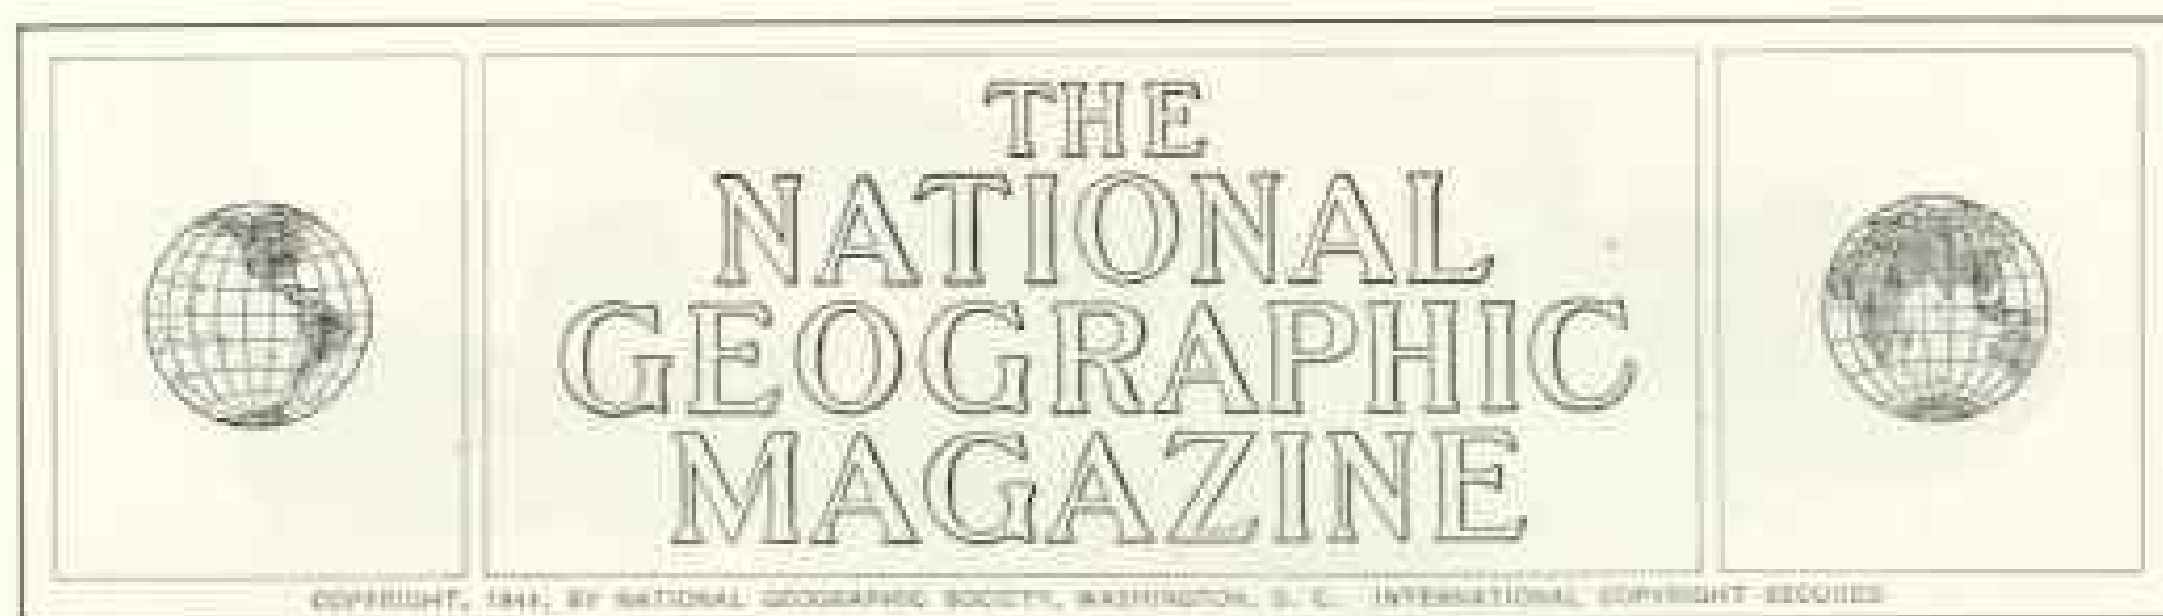 THE
NATIONAL
GEOGRAPHIC
MAGAZINE
COPYRIGHT, BY NATIONAL GEOGRAPHIC SOCIETY, WASHINGTON, D. C. INTERNATIONAL COPYRIGHT SECURED